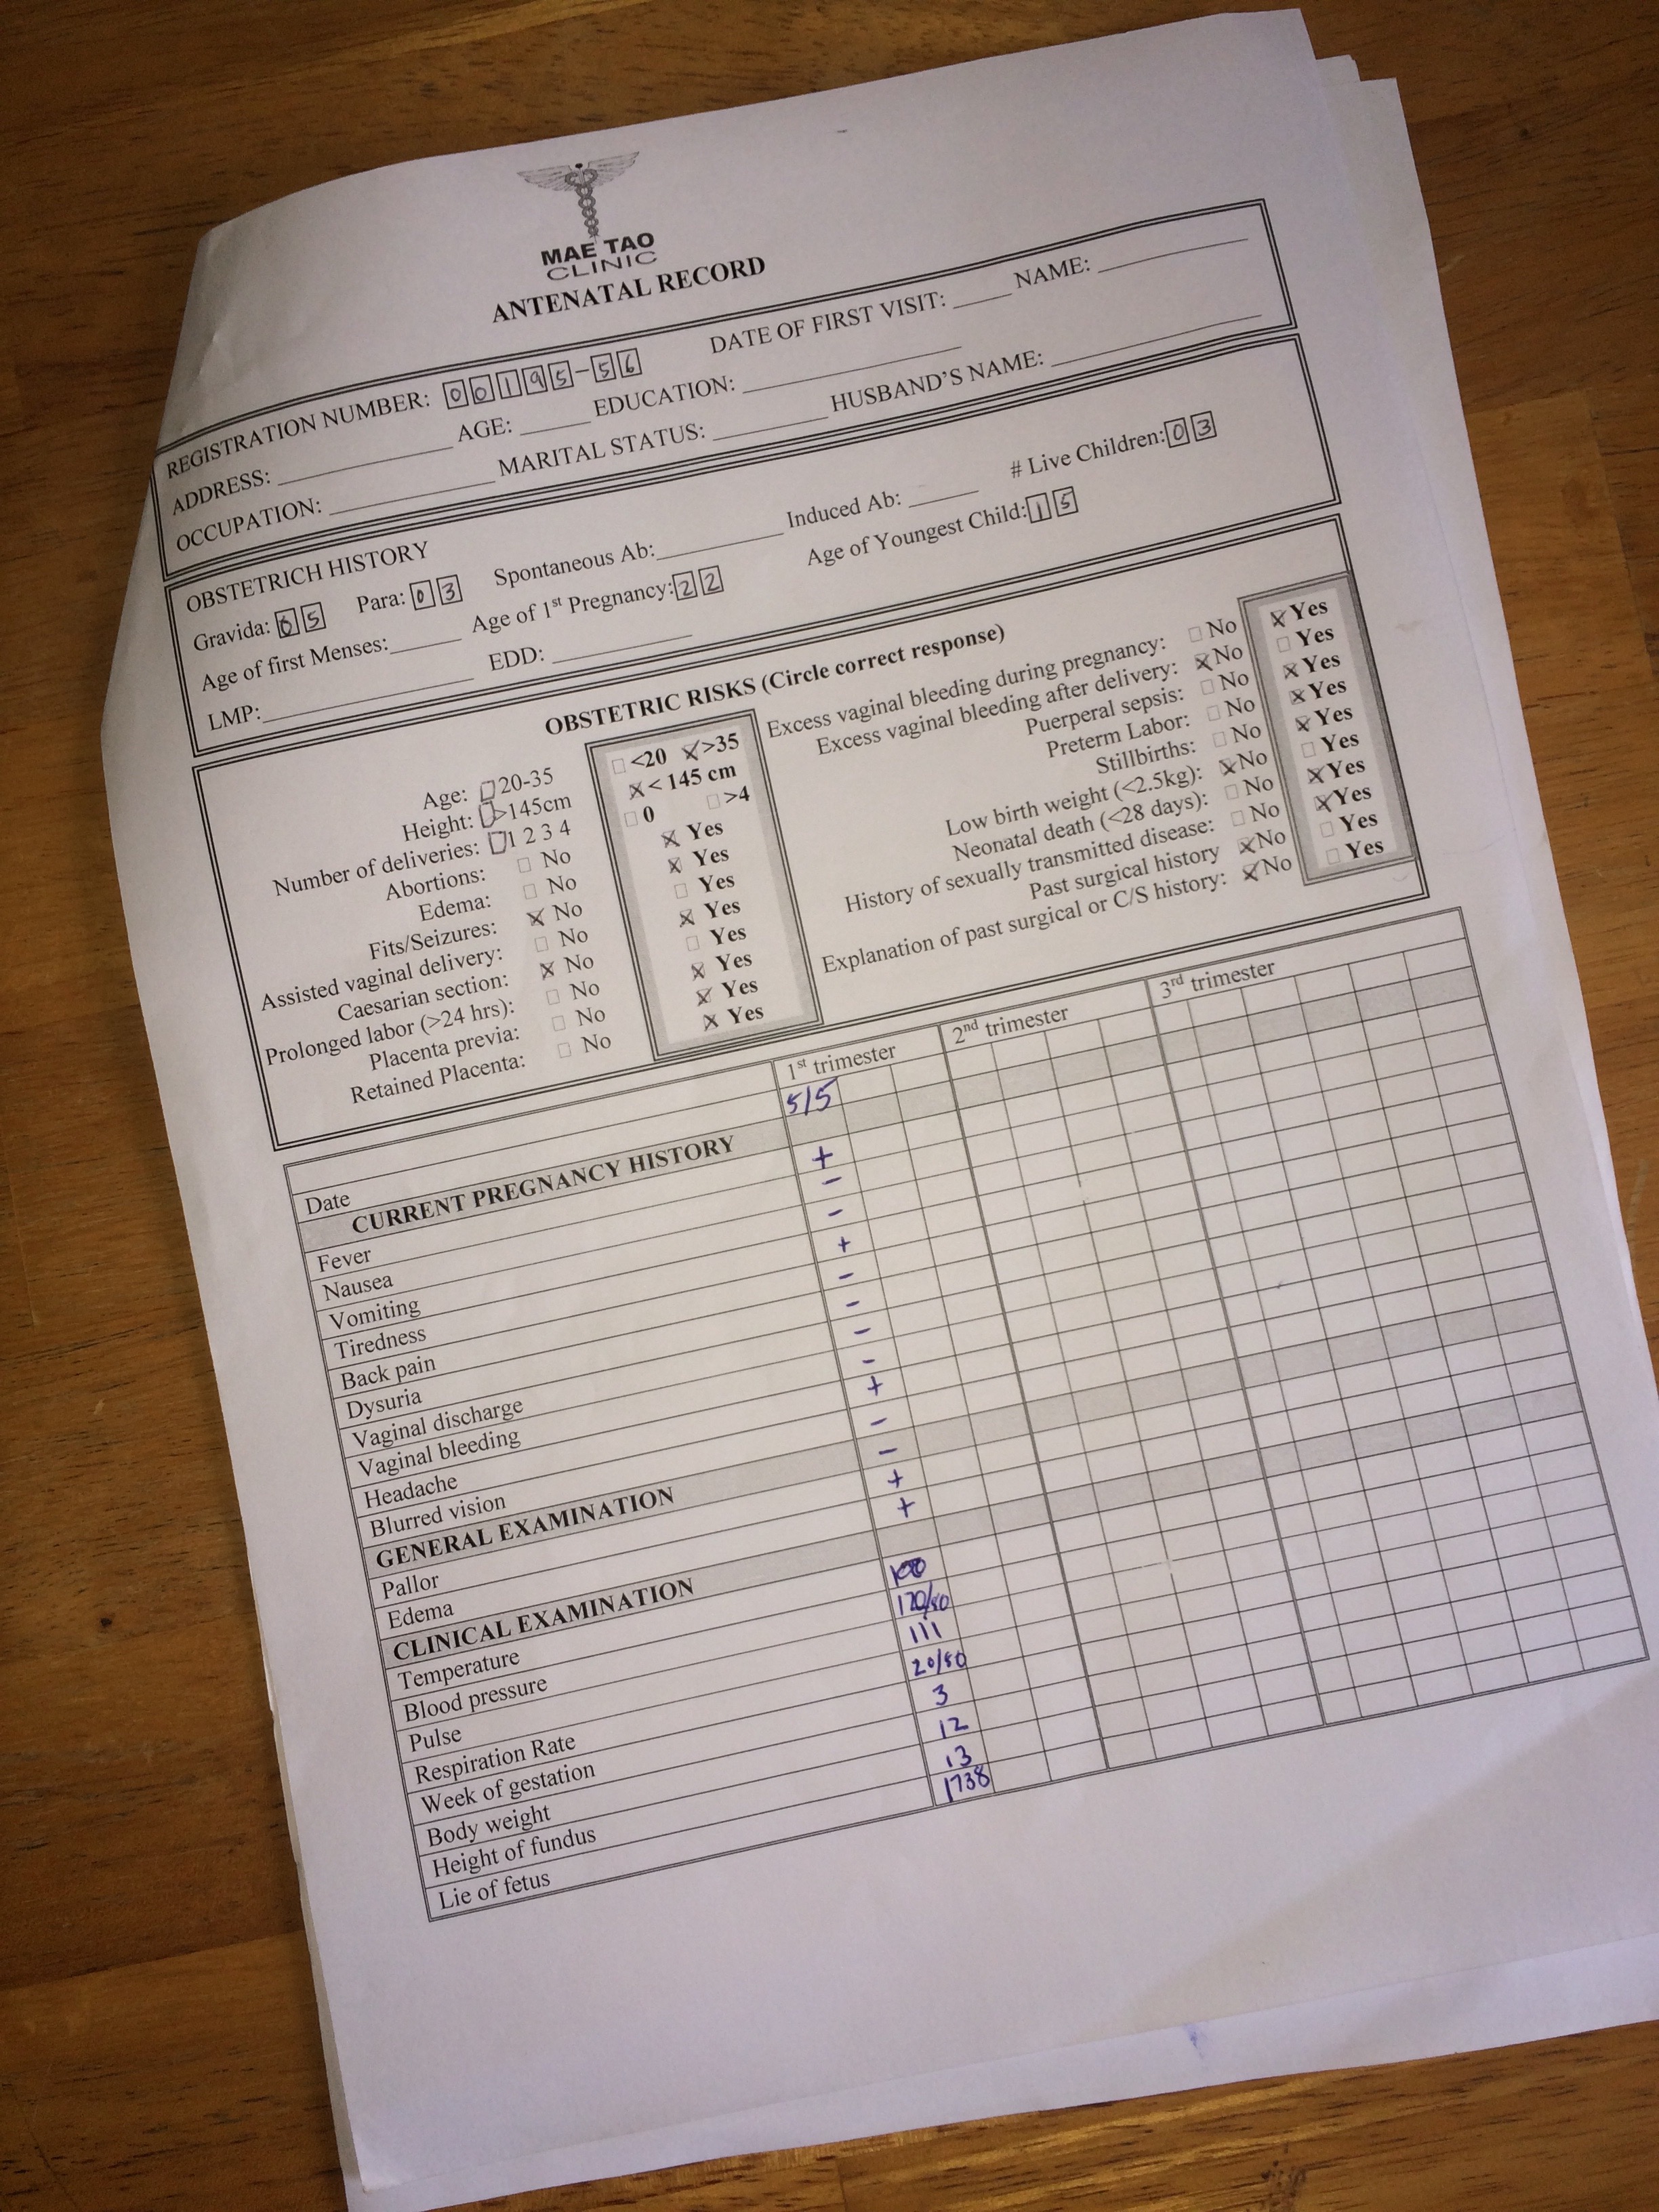 MAE TAO
CLINIC
ANTENATAL RECORD
REGISTRATION NUMBER: 00195-56 DATE OF FIRST VISIT: ____ NAME: ____
ADDRESS: ____ AGE: ____ EDUCATION: ____
OCCUPATION: ____ MARITAL STATUS: ____ HUSBAND'S NAME: ____
OBSTETRICH HISTORY
Gravida: 05 Para: 03 Spontaneous Ab: ____ Induced Ab: ____ # Live Children: 03
Age of first Menses: ____ Age of 1st Pregnancy: 22 Age of Youngest Child: 15
LMP: ____ EDD: ____
OBSTETRIC RISKS (Circle correct response)
Age: ☐ 20-35 ☐ <20 ☒ >35
Height: ☐ >145cm ☒ < 145 cm
Number of deliveries: ☐ 1 2 3 4 ☐ 0 ☐ >4
Abortions: ☐ No ☒ Yes
Edema: ☐ No ☒ Yes
Fits/Seizures: ☒ No ☐ Yes
Assisted vaginal delivery: ☐ No ☒ Yes
Caesarian section: ☒ No ☐ Yes
Prolonged labor (>24 hrs): ☐ No ☒ Yes
Placenta previa: ☐ No ☒ Yes
Retained Placenta: ☐ No ☒ Yes
Excess vaginal bleeding during pregnancy: ☐ No ☒ Yes
Excess vaginal bleeding after delivery: ☒ No ☐ Yes
Puerperal sepsis: ☐ No ☒ Yes
Preterm Labor: ☐ No ☒ Yes
Stillbirths: ☐ No ☒ Yes
Low birth weight (<2.5kg): ☒ No ☐ Yes
Neonatal death (<28 days): ☐ No ☒ Yes
History of sexually transmitted disease: ☐ No ☒ Yes
Past surgical history ☒ No ☐ Yes
Explanation of past surgical or C/S history: ☒ No ☐ Yes
1st trimester 2nd trimester 3rd trimester
Date 5/5
CURRENT PREGNANCY HISTORY
Fever +
Nausea -
Vomiting -
Tiredness +
Back pain -
Dysuria -
Vaginal discharge -
Vaginal bleeding -
Headache +
Blurred vision -
GENERAL EXAMINATION -
Pallor +
Edema +
CLINICAL EXAMINATION
Temperature 100
Blood pressure 120/80
Pulse 111
Respiration Rate 20/80
Week of gestation 3
Body weight 12
Height of fundus 13
Lie of fetus 1738